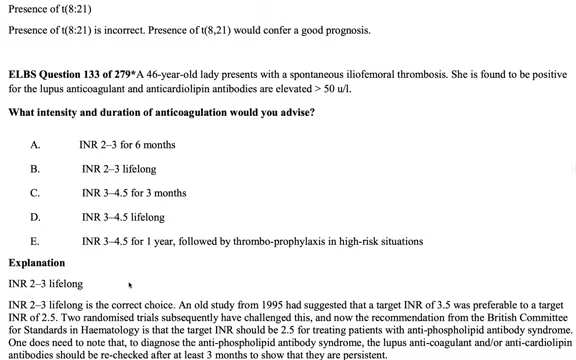 Presence of t(8:21)
Presence of t(8:21) is incorrect. Presence of t(8,21) would confer a good prognosis.
ELBS Question 133 of 279*A 46-year-old lady presents with a spontaneous iliofemoral thrombosis. She is found to be positive
for the lupus anticoagulant and anticardiolipin antibodies are elevated > 50 u/l.
What intensity and duration of anticoagulation would you advise?
A. INR 2–3 for 6 months
B. INR 2–3 lifelong
C. INR 3–4.5 for 3 months
D. INR 3–4.5 lifelong
E. INR 3–4.5 for 1 year, followed by thrombo-prophylaxis in high-risk situations
Explanation
INR 2–3 lifelong
INR 2–3 lifelong is the correct choice. An old study from 1995 had suggested that a target INR of 3.5 was preferable to a target
INR of 2.5. Two randomised trials subsequently have challenged this, and now the recommendation from the British Committee
for Standards in Haematology is that the target INR should be 2.5 for treating patients with anti-phospholipid antibody syndrome.
One does need to note that, to diagnose the anti-phospholipid antibody syndrome, the lupus anti-coagulant and/or anti-cardiolipin
antibodies should be re-checked after at least 3 months to show that they are persistent.